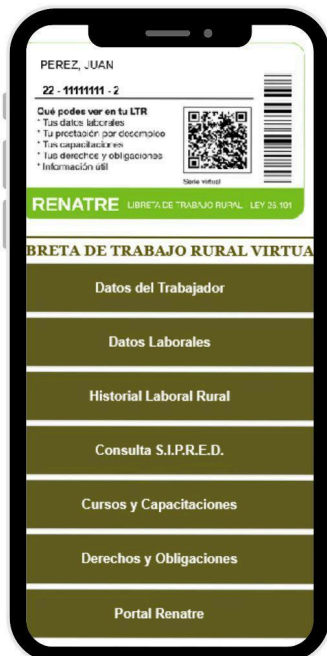 PEREZ, JUAN
22 - 11111111 - 2
Qué podes ver en tu LTR
* Tus datos laborales
* Tu prestación por desempleo
* Tus capacitaciones
* Tus derechos y obligaciones
* Información útil
Serie virtual
RENATRE LIBRETA DE TRABAJO RURAL LEY 25.191
BRETA DE TRABAJO RURAL VIRTUA
Datos del Trabajador
Datos Laborales
Historial Laboral Rural
Consulta S.I.P.R.E.D.
Cursos y Capacitaciones
Derechos y Obligaciones
Portal Renatre